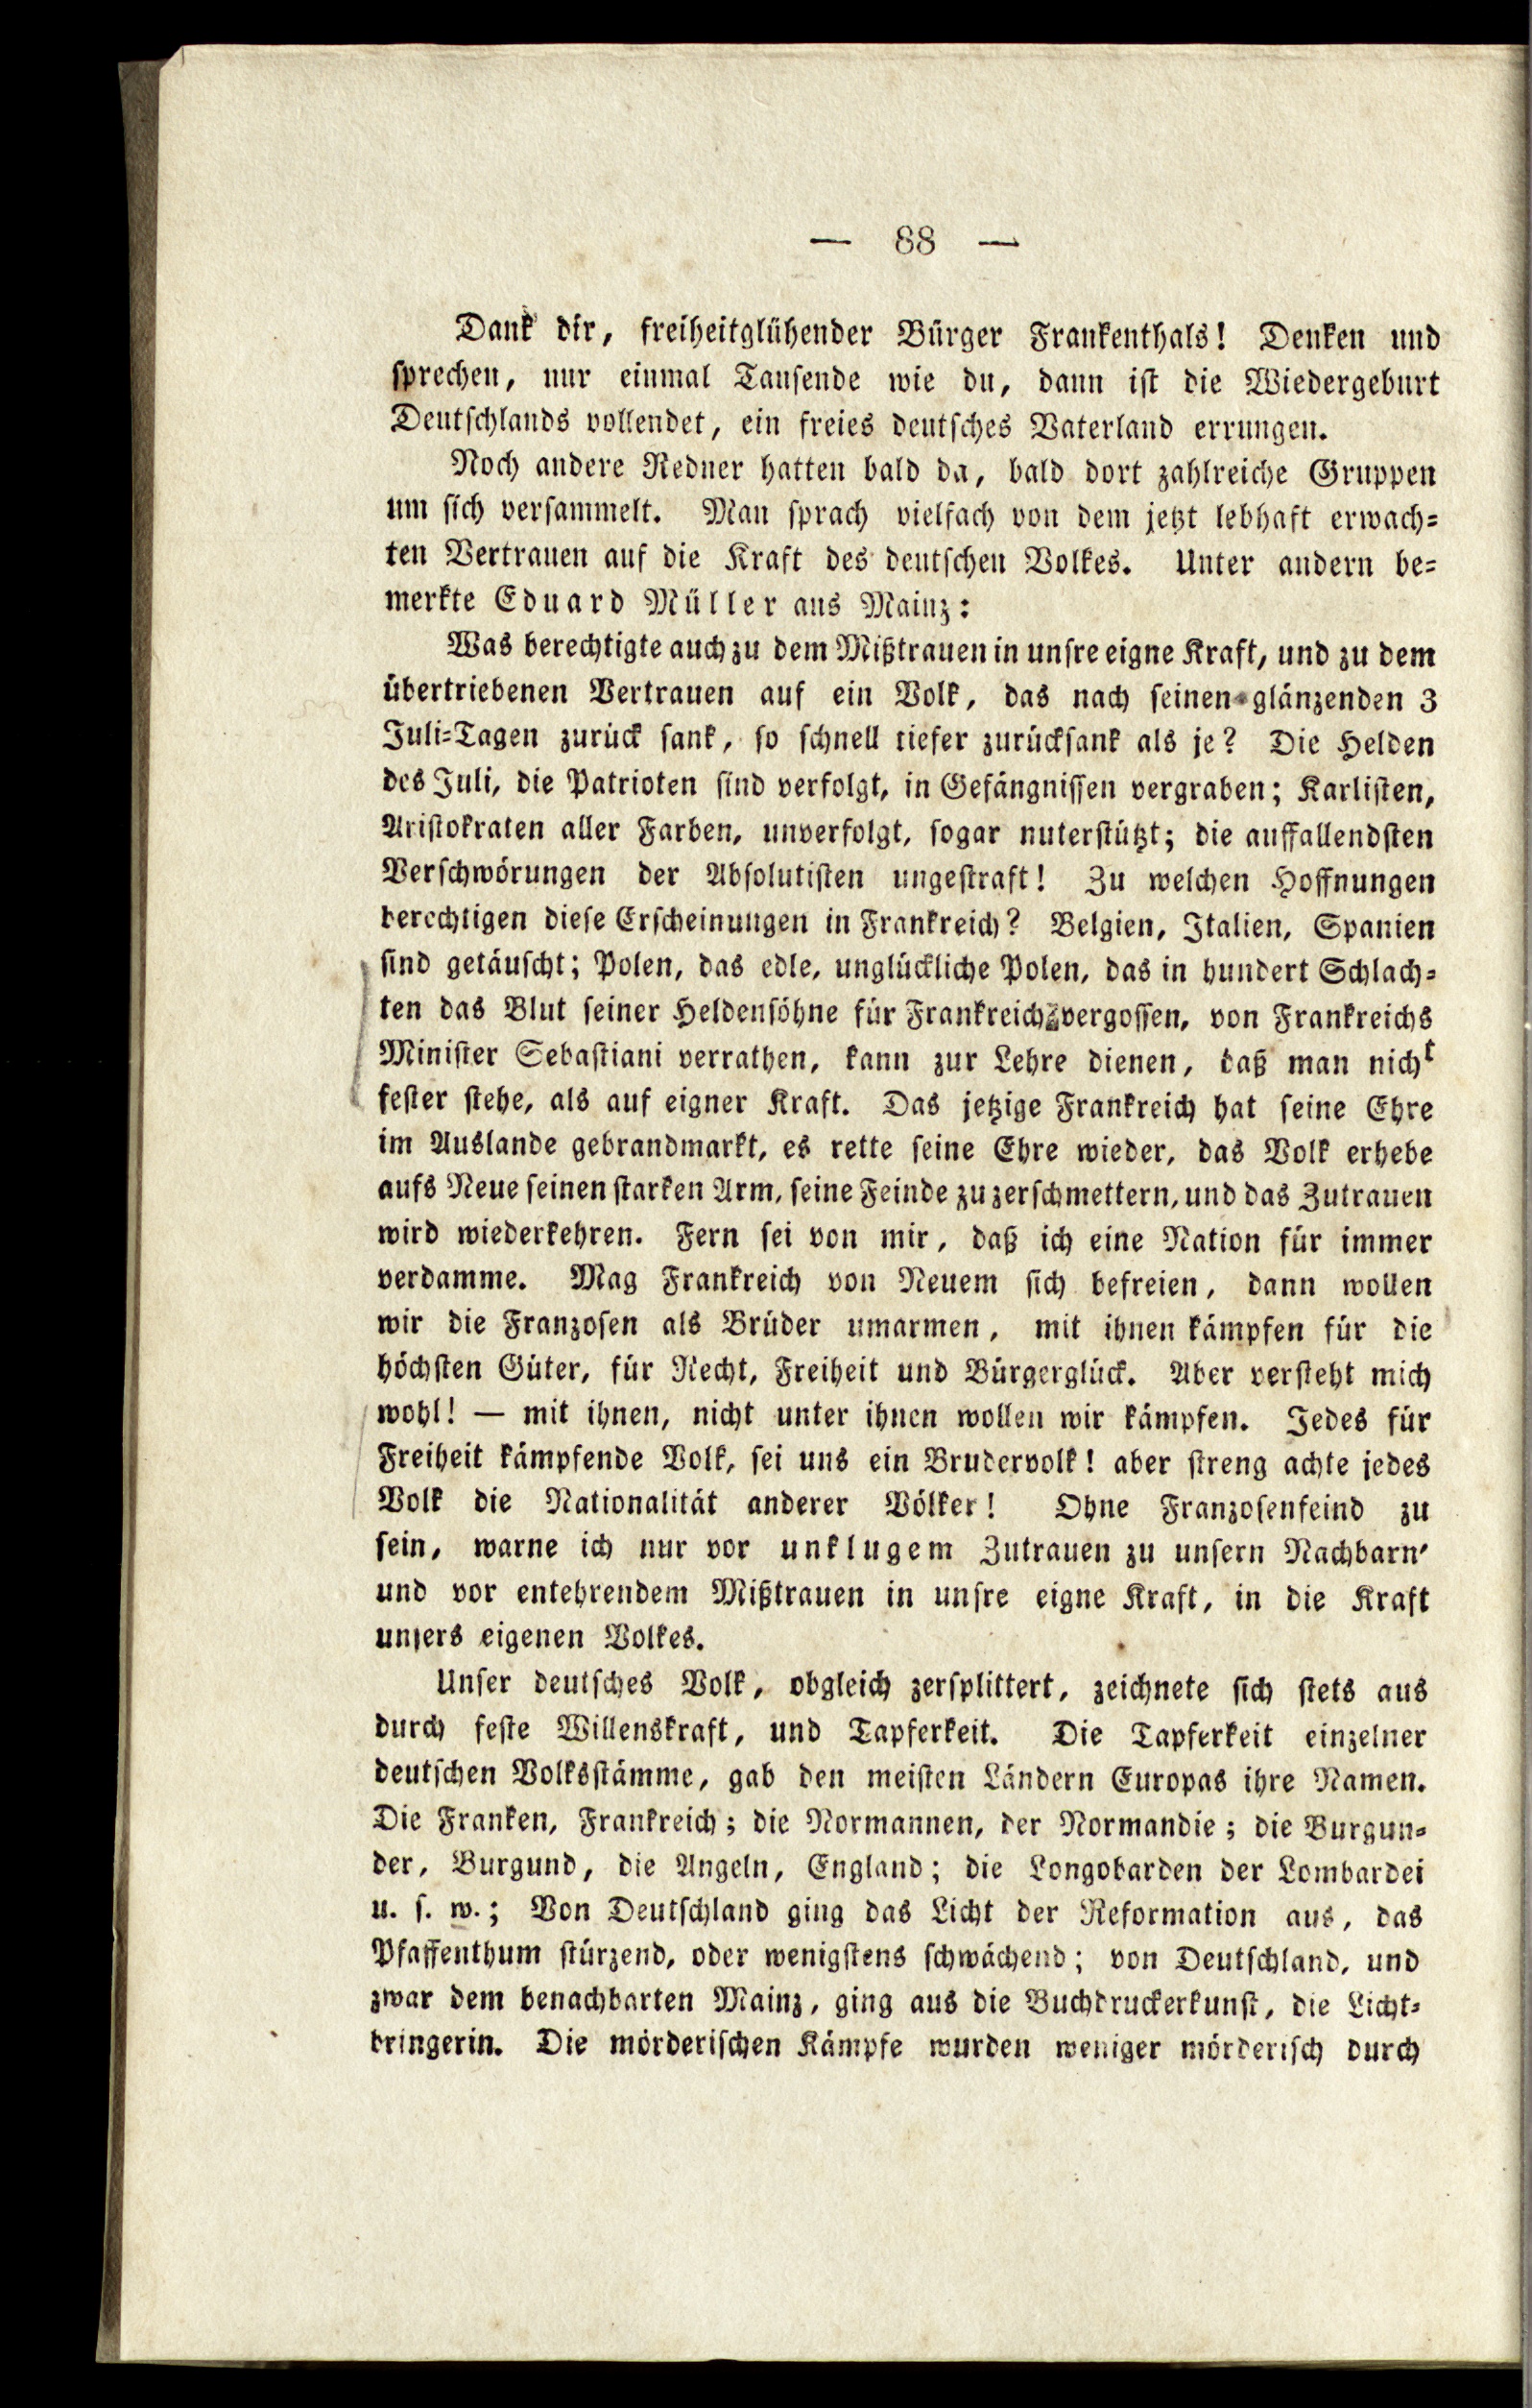 — 88 —
Dank dir, freiheitglühender Bürger Frankenthals! Denken und
sprechen, nur einmal Tausende wie du, dann ist die Wiedergeburt
Deutschlands vollendet, ein freies deutsches Vaterland errungen.
Noch andere Redner hatten bald da, bald dort zahlreiche Gruppen
um sich versammelt. Man sprach vielfach von dem jetzt lebhaft erwach-
ten Vertrauen auf die Kraft des deutschen Volkes. Unter andern be-
merkte Eduard Müller aus Mainz:
Was berechtigte auch zu dem Mißtrauen in unsre eigne Kraft, und zu dem
übertriebenen Vertrauen auf ein Volk, das nach seinen glänzenden 3
Juli-Tagen zurück sank, so schnell tiefer zurücksank als je? Die Helden
des Juli, die Patrioten sind verfolgt, in Gefängnissen vergraben; Karlisten,
Aristokraten aller Farben, unverfolgt, sogar nuterstützt; die auffallendsten
Verschwörungen der Absolutisten ungestraft! Zu welchen Hoffnungen
berechtigen diese Erscheinungen in Frankreich? Belgien, Italien, Spanien
sind getäuscht; Polen, das edle, unglückliche Polen, das in hundert Schlach-
ten das Blut seiner Heldensöhne für Frankreich vergossen, von Frankreichs
Minister Sebastiani verrathen, kann zur Lehre dienen, daß man nicht
fester stehe, als auf eigner Kraft. Das jetzige Frankreich hat seine Ehre
im Auslande gebrandmarkt, es rette seine Ehre wieder, das Volk erhebe
aufs Neue seinen starken Arm, seine Feinde zu zerschmettern, und das Zutrauen
wird wiederkehren. Fern sei von mir, daß ich eine Nation für immer
verdamme. Mag Frankreich von Neuem sich befreien, dann wollen
wir die Franzosen als Brüder umarmen, mit ihnen kämpfen für die
höchsten Güter, für Recht, Freiheit und Bürgerglück. Aber versteht mich
wohl! — mit ihnen, nicht unter ihnen wollen wir kämpfen. Jedes für
Freiheit kämpfende Volk, sei uns ein Brudervolk! aber streng achte jedes
Volk die Nationalität anderer Völker! Ohne Franzosenfeind zu
sein, warne ich nur vor unklugem Zutrauen zu unsern Nachbarn'
und vor entehrendem Mißtrauen in unsre eigne Kraft, in die Kraft
unsers eigenen Volkes.
Unser deutsches Volk, obgleich zersplittert, zeichnete sich stets aus
durch feste Willenskraft, und Tapferkeit. Die Tapferkeit einzelner
deutschen Volksstämme, gab den meisten Ländern Europas ihre Namen.
Die Franken, Frankreich; die Normannen, der Normandie; die Burgun-
der, Burgund, die Angeln, England; die Longobarden der Lombardei
u. s. w.; Von Deutschland ging das Licht der Reformation aus, das
Pfaffenthum stürzend, oder wenigstens schwächend; von Deutschland, und
zwar dem benachbarten Mainz, ging aus die Buchdruckerkunst, die Licht-
bringerin. Die mörderischen Kämpfe wurden weniger mörderisch durch